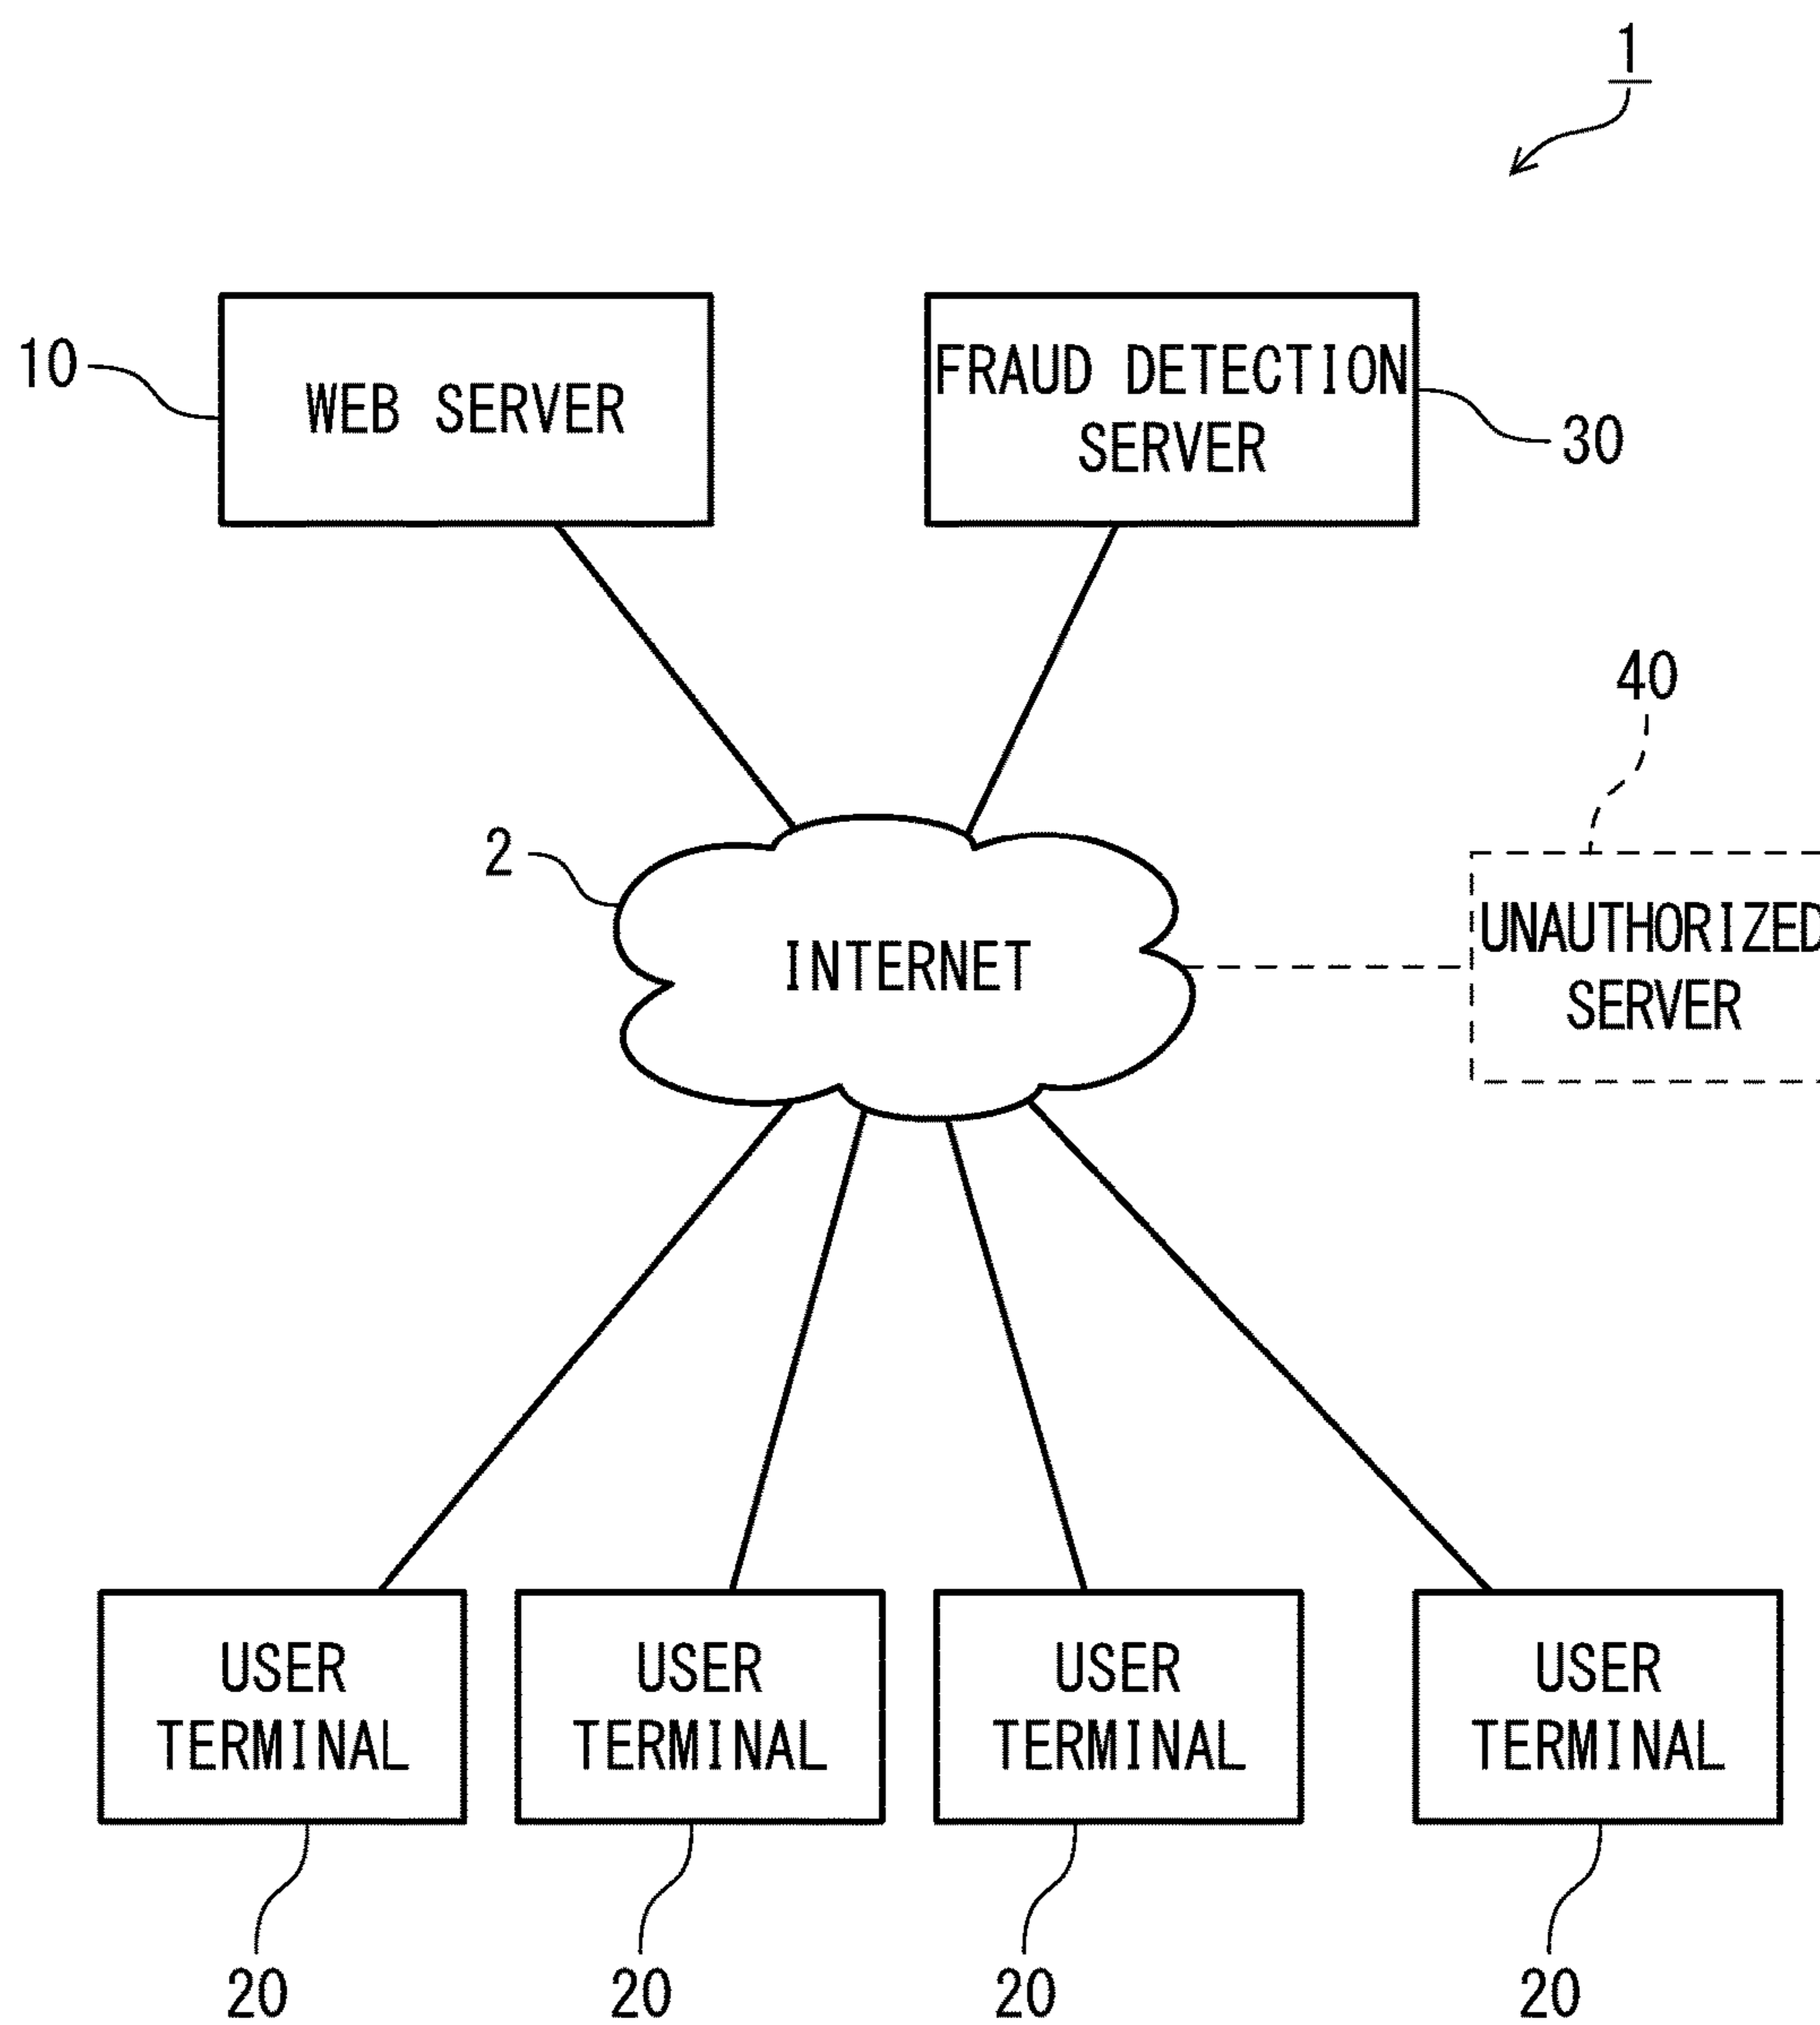 1
10
WEB SERVER
FRAUD DETECTION
SERVER
30
40
2
INTERNET
UNAUTHORIZED
SERVER
USER
TERMINAL
USER
TERMINAL
USER
TERMINAL
USER
TERMINAL
20
20
20
20